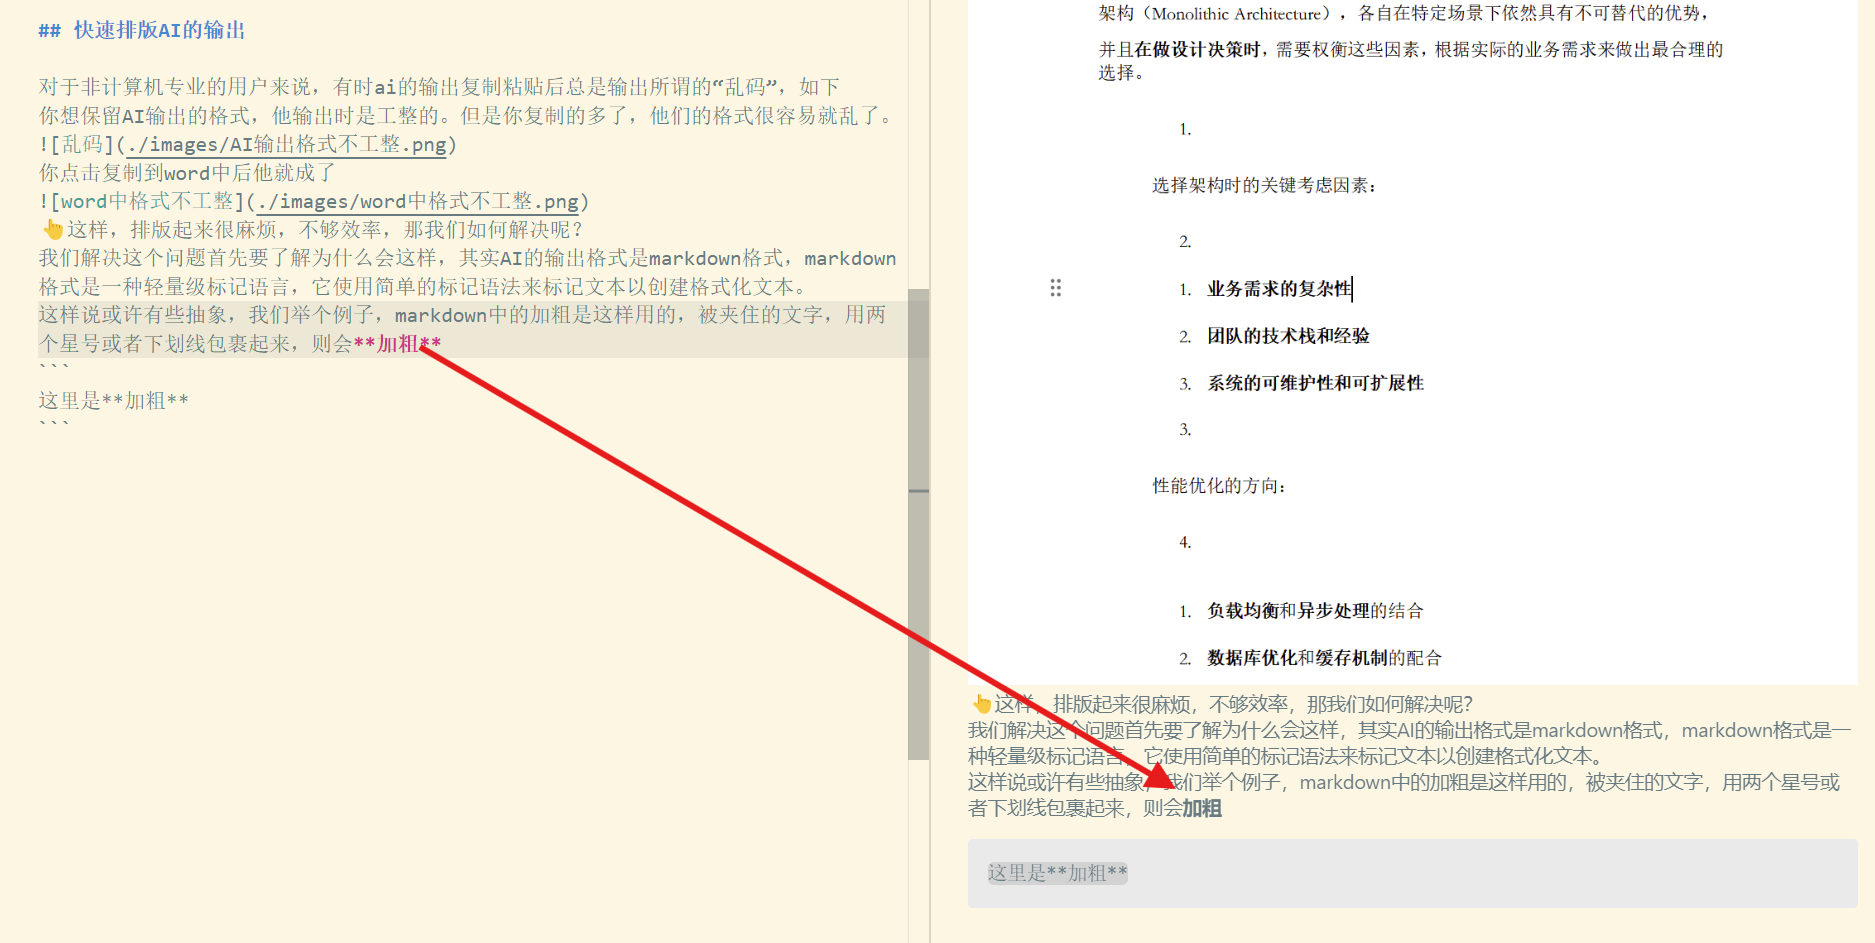 ## 快速排版AI的输出
对于非计算机专业的用户来说，有时ai的输出复制粘贴后总是输出所谓的“乱码”，如下
你想保留AI输出的格式，他输出时是工整的。但是你复制的多了，他们的格式很容易就乱了。
![乱码](./images/AI输出格式不工整.png)
你点击复制到word中后他就成了
![word中格式不工整](./images/word中格式不工整.png)
👆这样，排版起来很麻烦，不够效率，那我们如何解决呢？
我们解决这个问题首先要了解为什么会这样，其实AI的输出格式是markdown格式，markdown
格式是一种轻量级标记语言，它使用简单的标记语法来标记文本以创建格式化文本。
这样说或许有些抽象，我们举个例子，markdown中的加粗是这样用的，被夹住的文字，用两
个星号或者下划线包裹起来，则会**加粗**
```
这里是**加粗**
```
架构（Monolithic Architecture），各自在特定场景下依然具有不可替代的优势，
并且在做设计决策时，需要权衡这些因素，根据实际的业务需求来做出最合理的
选择。
1.
选择架构时的关键考虑因素：
2.
1. 业务需求的复杂性
2. 团队的技术栈和经验
3. 系统的可维护性和可扩展性
3.
性能优化的方向：
4.
1. 负载均衡和异步处理的结合
2. 数据库优化和缓存机制的配合
👆这样，排版起来很麻烦，不够效率，那我们如何解决呢？
我们解决这个问题首先要了解为什么会这样，其实AI的输出格式是markdown格式，markdown格式是一
种轻量级标记语言，它使用简单的标记语法来标记文本以创建格式化文本。
这样说或许有些抽象，我们举个例子，markdown中的加粗是这样用的，被夹住的文字，用两个星号或
者下划线包裹起来，则会加粗
这里是**加粗**